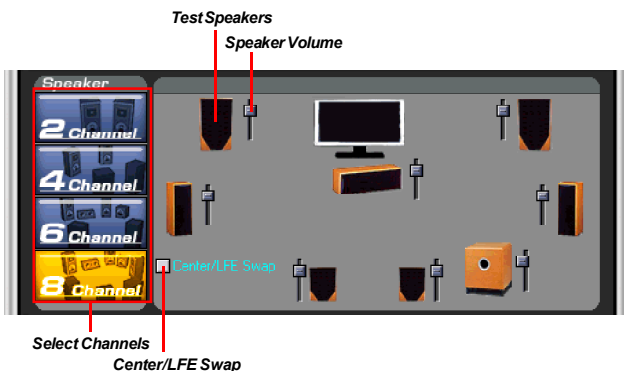 Test Speakers
Speaker Volume
Speaker
2 Channel
4 Channel
6 Channel
8 Channel
Center/LFE Swap
Select Channels
Center/LFE Swap